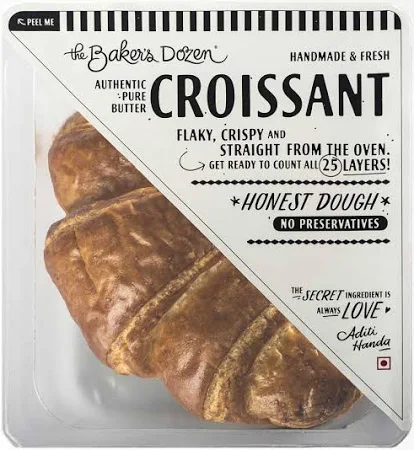 PEEL ME
the Baker's Dozen
HANDMADE & FRESH
AUTHENTIC
·PURE
BUTTER
CROISSANT
FLAKY, CRISPY AND
STRAIGHT FROM THE OVEN.
GET READY TO COUNT ALL 25 LAYERS!
*HONEST DOUGH*
NO PRESERVATIVES
THE SECRET INGREDIENT IS
ALWAYS LOVE
Aditi
Handa